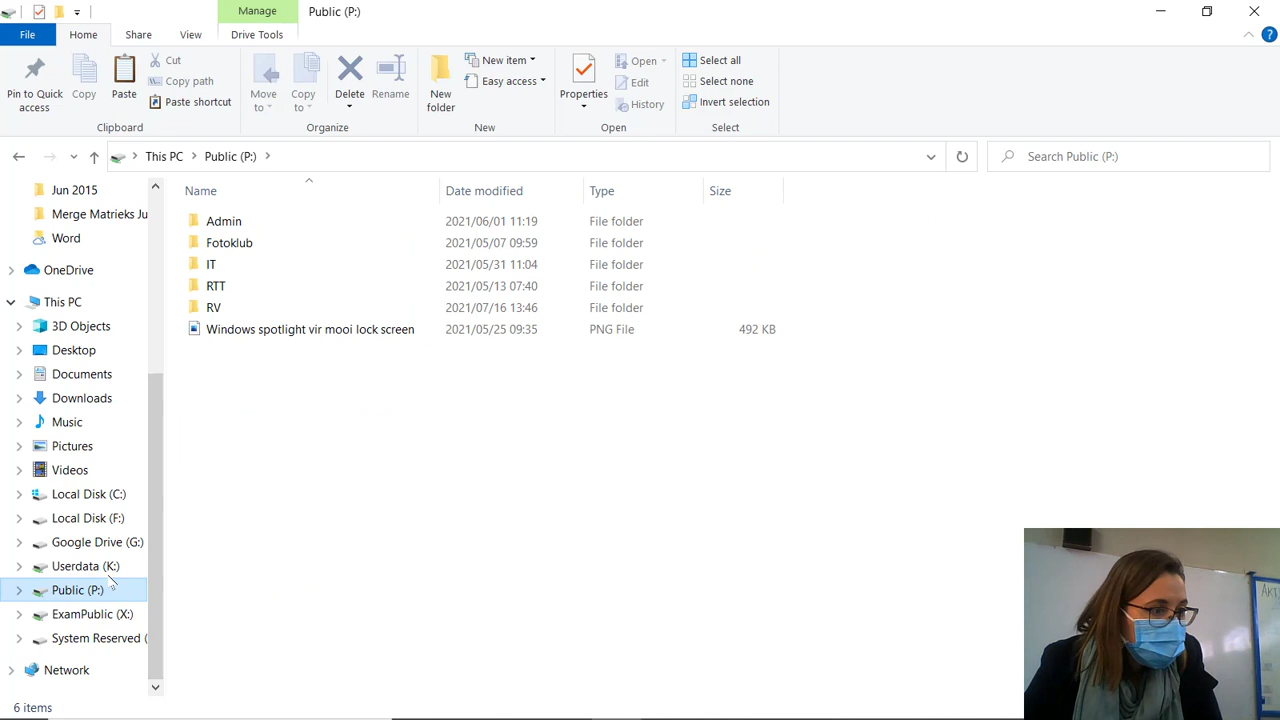 Manage
Public (P:)
File
Home
Share
View
Drive Tools
Pin to Quick access
Copy
Paste
Cut
Copy path
Paste shortcut
Clipboard
Move to
Copy to
Delete
Rename
Organize
New folder
New item
Easy access
New
Properties
Open
Edit
History
Open
Select all
Select none
Invert selection
Select
This PC
Public (P:)
Search Public (P:)
Name
Date modified
Type
Size
Admin 2021/06/01 11:19 File folder
Fotoklub 2021/05/07 09:59 File folder
IT 2021/05/31 11:04 File folder
RTT 2021/05/13 07:40 File folder
RV 2021/07/16 13:46 File folder
Windows spotlight vir mooi lock screen 2021/05/25 09:35 PNG File 492 KB
Jun 2015
Merge Matrieks Ju
Word
OneDrive
This PC
3D Objects
Desktop
Documents
Downloads
Music
Pictures
Videos
Local Disk (C:)
Local Disk (F:)
Google Drive (G:)
Userdata (K:)
Public (P:)
ExamPublic (X:)
System Reserved (
Network
6 items